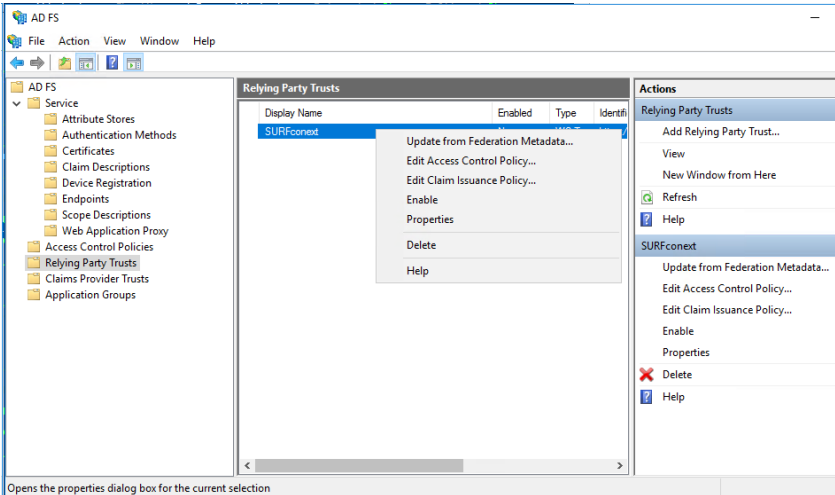 AD FS
File Action View Window Help
AD FS
Service
Attribute Stores
Authentication Methods
Certificates
Claim Descriptions
Device Registration
Endpoints
Scope Descriptions
Web Application Proxy
Access Control Policies
Relying Party Trusts
Claims Provider Trusts
Application Groups
Relying Party Trusts
Display Name Enabled Type Identifi
SURFconext
Update from Federation Metadata...
Edit Access Control Policy...
Edit Claim Issuance Policy...
Enable
Properties
Delete
Help
Actions
Relying Party Trusts
Add Relying Party Trust...
View
New Window from Here
Refresh
Help
SURFconext
Update from Federation Metadata...
Edit Access Control Policy...
Edit Claim Issuance Policy...
Enable
Properties
Delete
Help
Opens the properties dialog box for the current selection